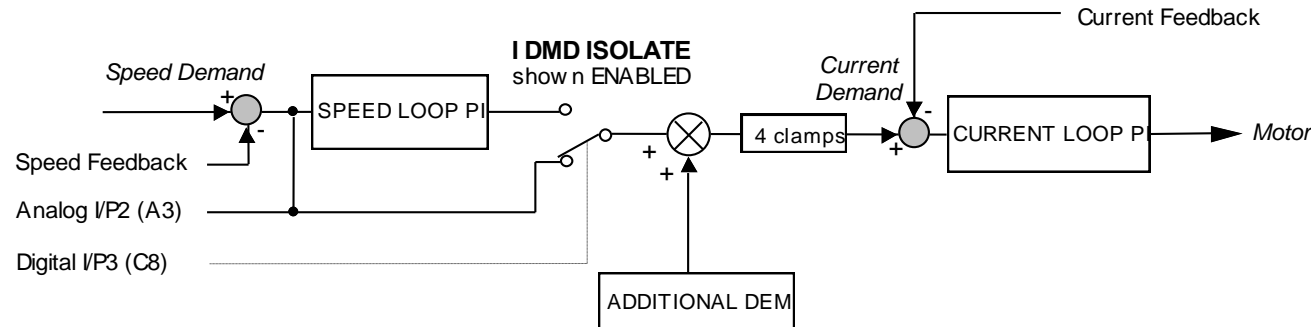 Current Feedback
I DMD ISOLATE
show n ENABLED
Speed Demand
Current
Demand
+
-
SPEED LOOP PI
-
+
4 clamps
CURRENT LOOP PI
Motor
Speed Feedback
+
+
Analog I/P2 (A3)
Digital I/P3 (C8)
ADDITIONAL DEM